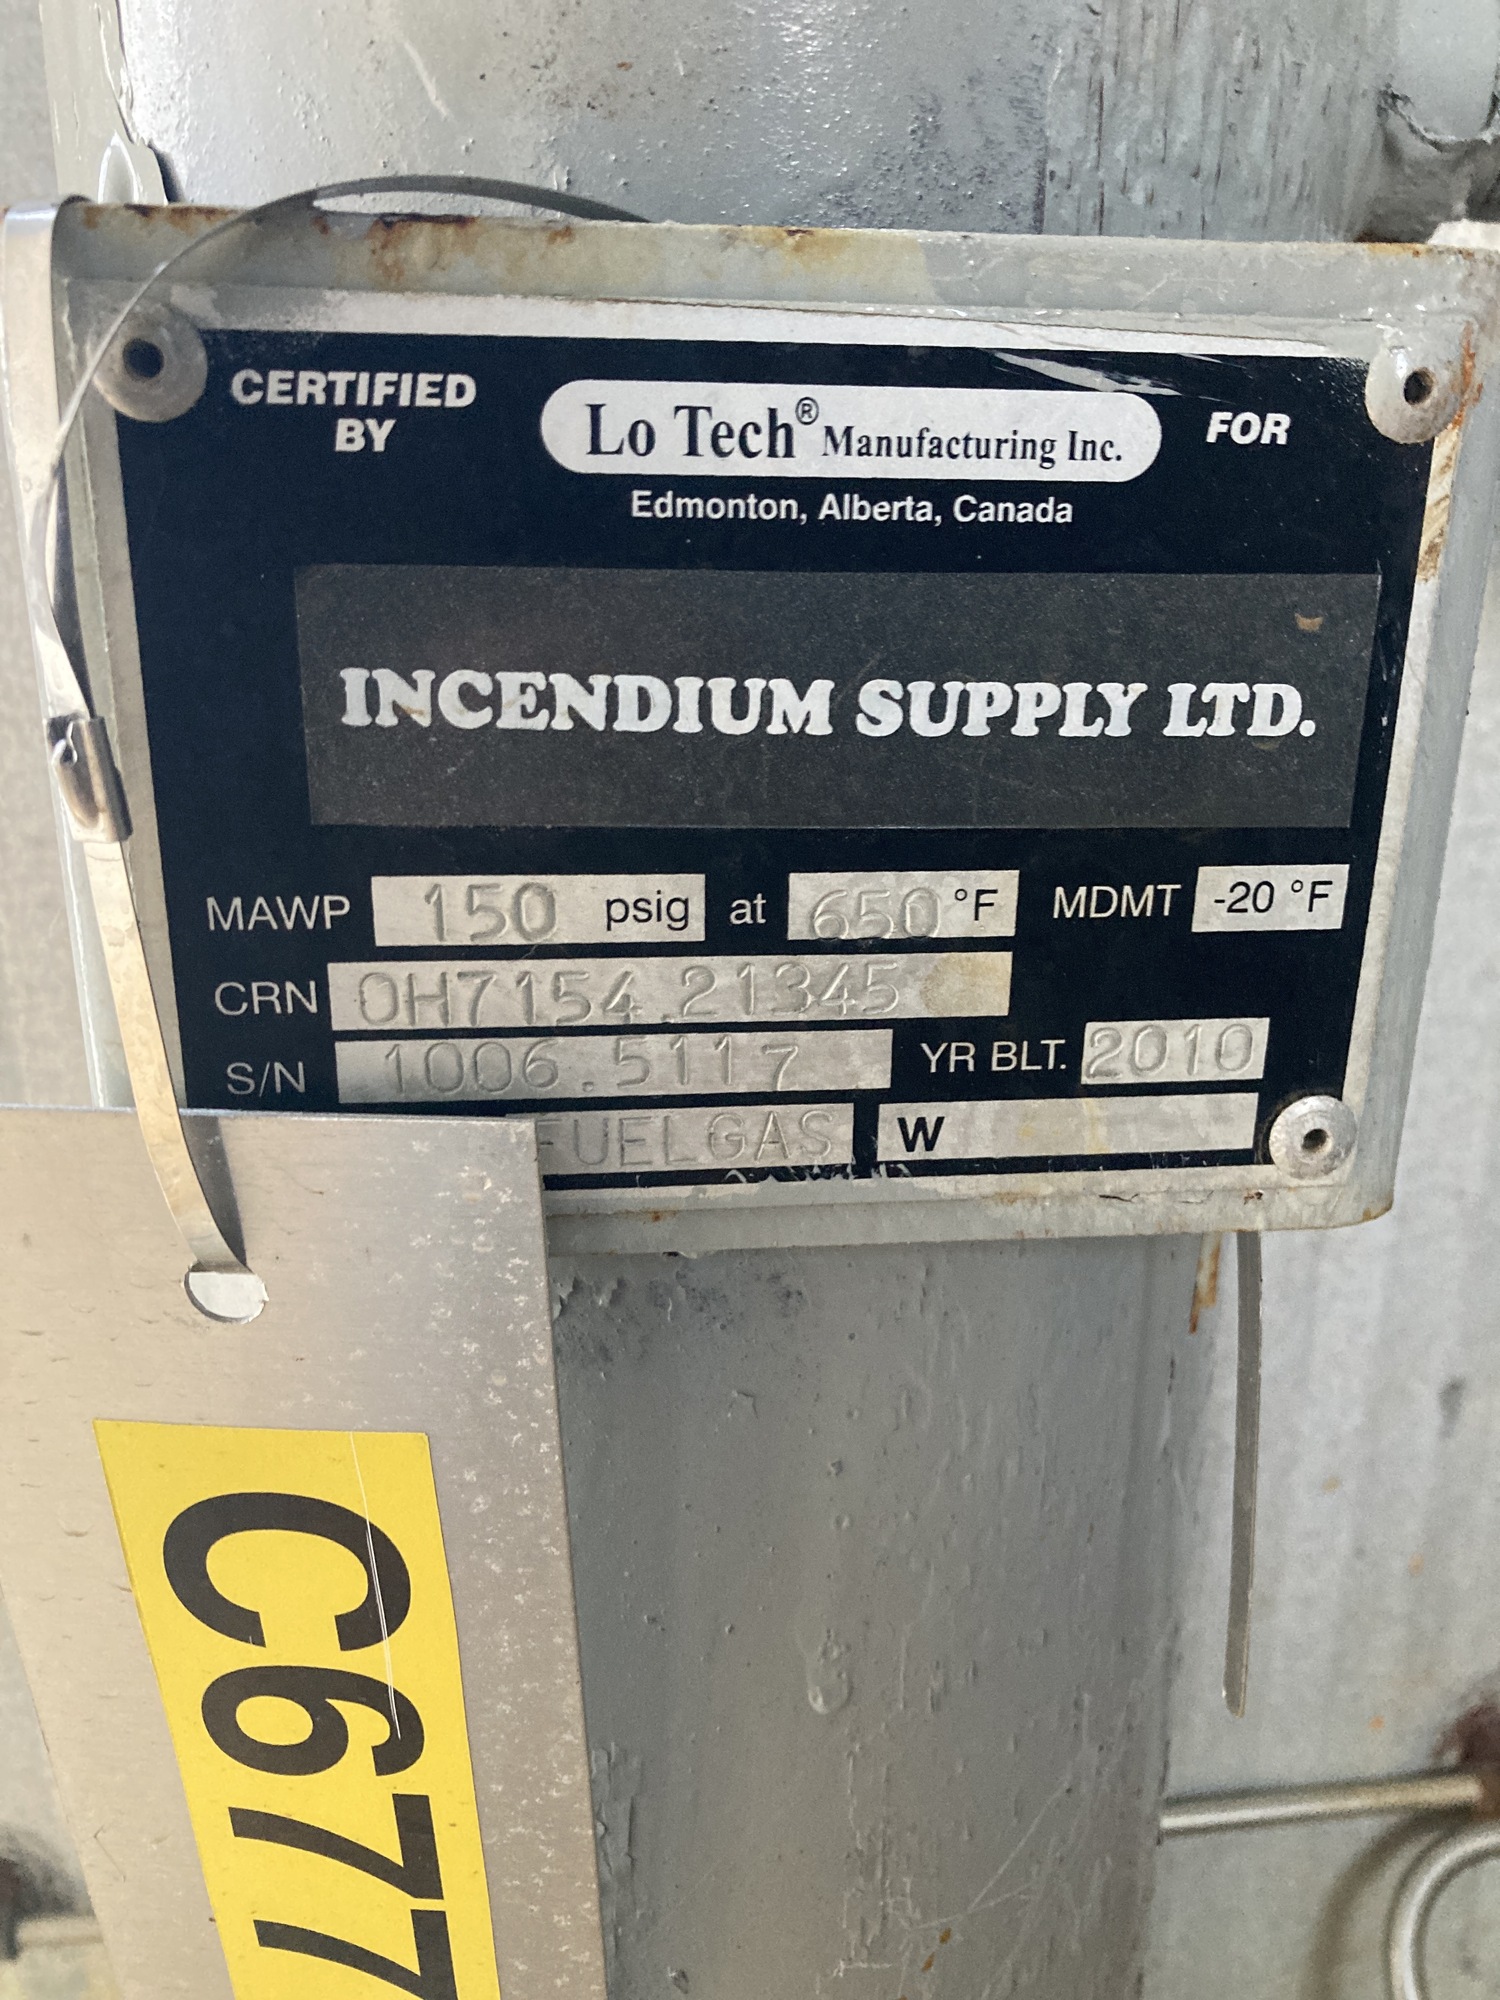 CERTIFIED BY
Lo Tech® Manufacturing Inc.
FOR
Edmonton, Alberta, Canada
INCENDIUM SUPPLY LTD.
MAWP 150 psig at 650 °F MDMT -20 °F
CRN 0H7154.21345
S/N 1006.5117 YR BLT. 2010
FUELGAS W
C677